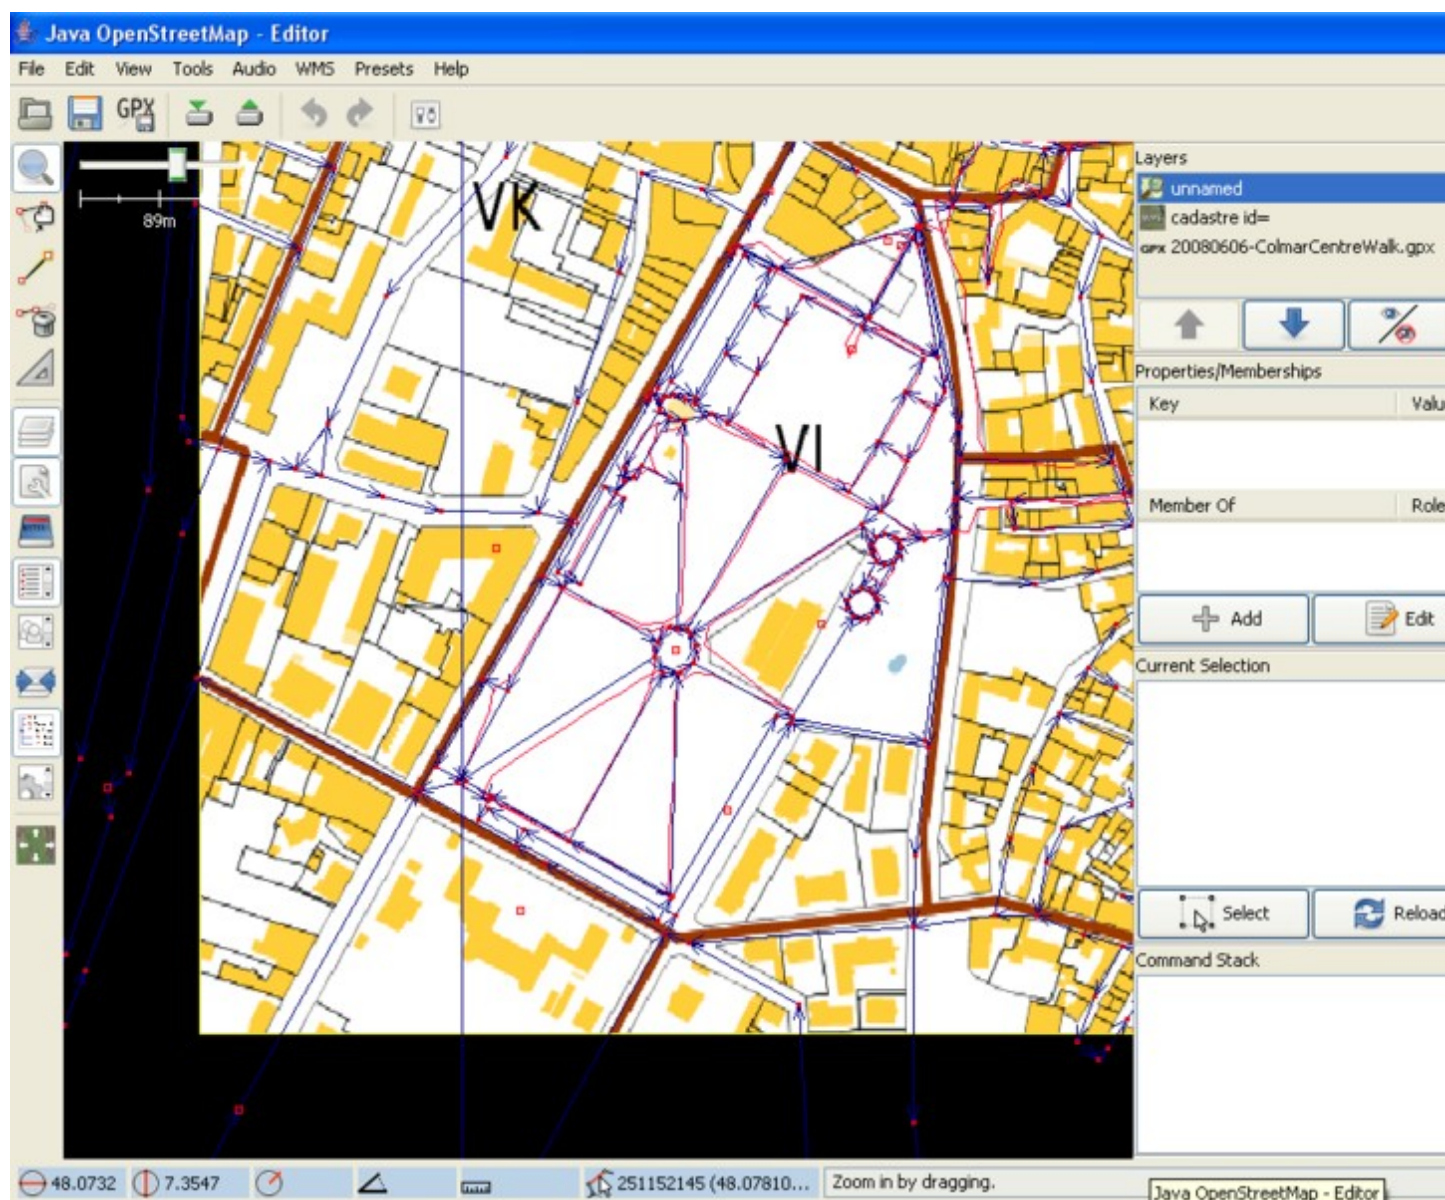 Java OpenStreetMap - Editor
File Edit View Tools Audio WMS Presets Help
GPX
89m
VK
VI
Layers
unnamed
cadastre id=
GPX 20080606-ColmarCentreWalk.gpx
Properties/Memberships
Key Valu
Member Of Role
Add Edit
Current Selection
Select Reload
Command Stack
48.0732 7.3547 251152145 (48.07810... Zoom in by dragging.
Java OpenStreetMap - Editor